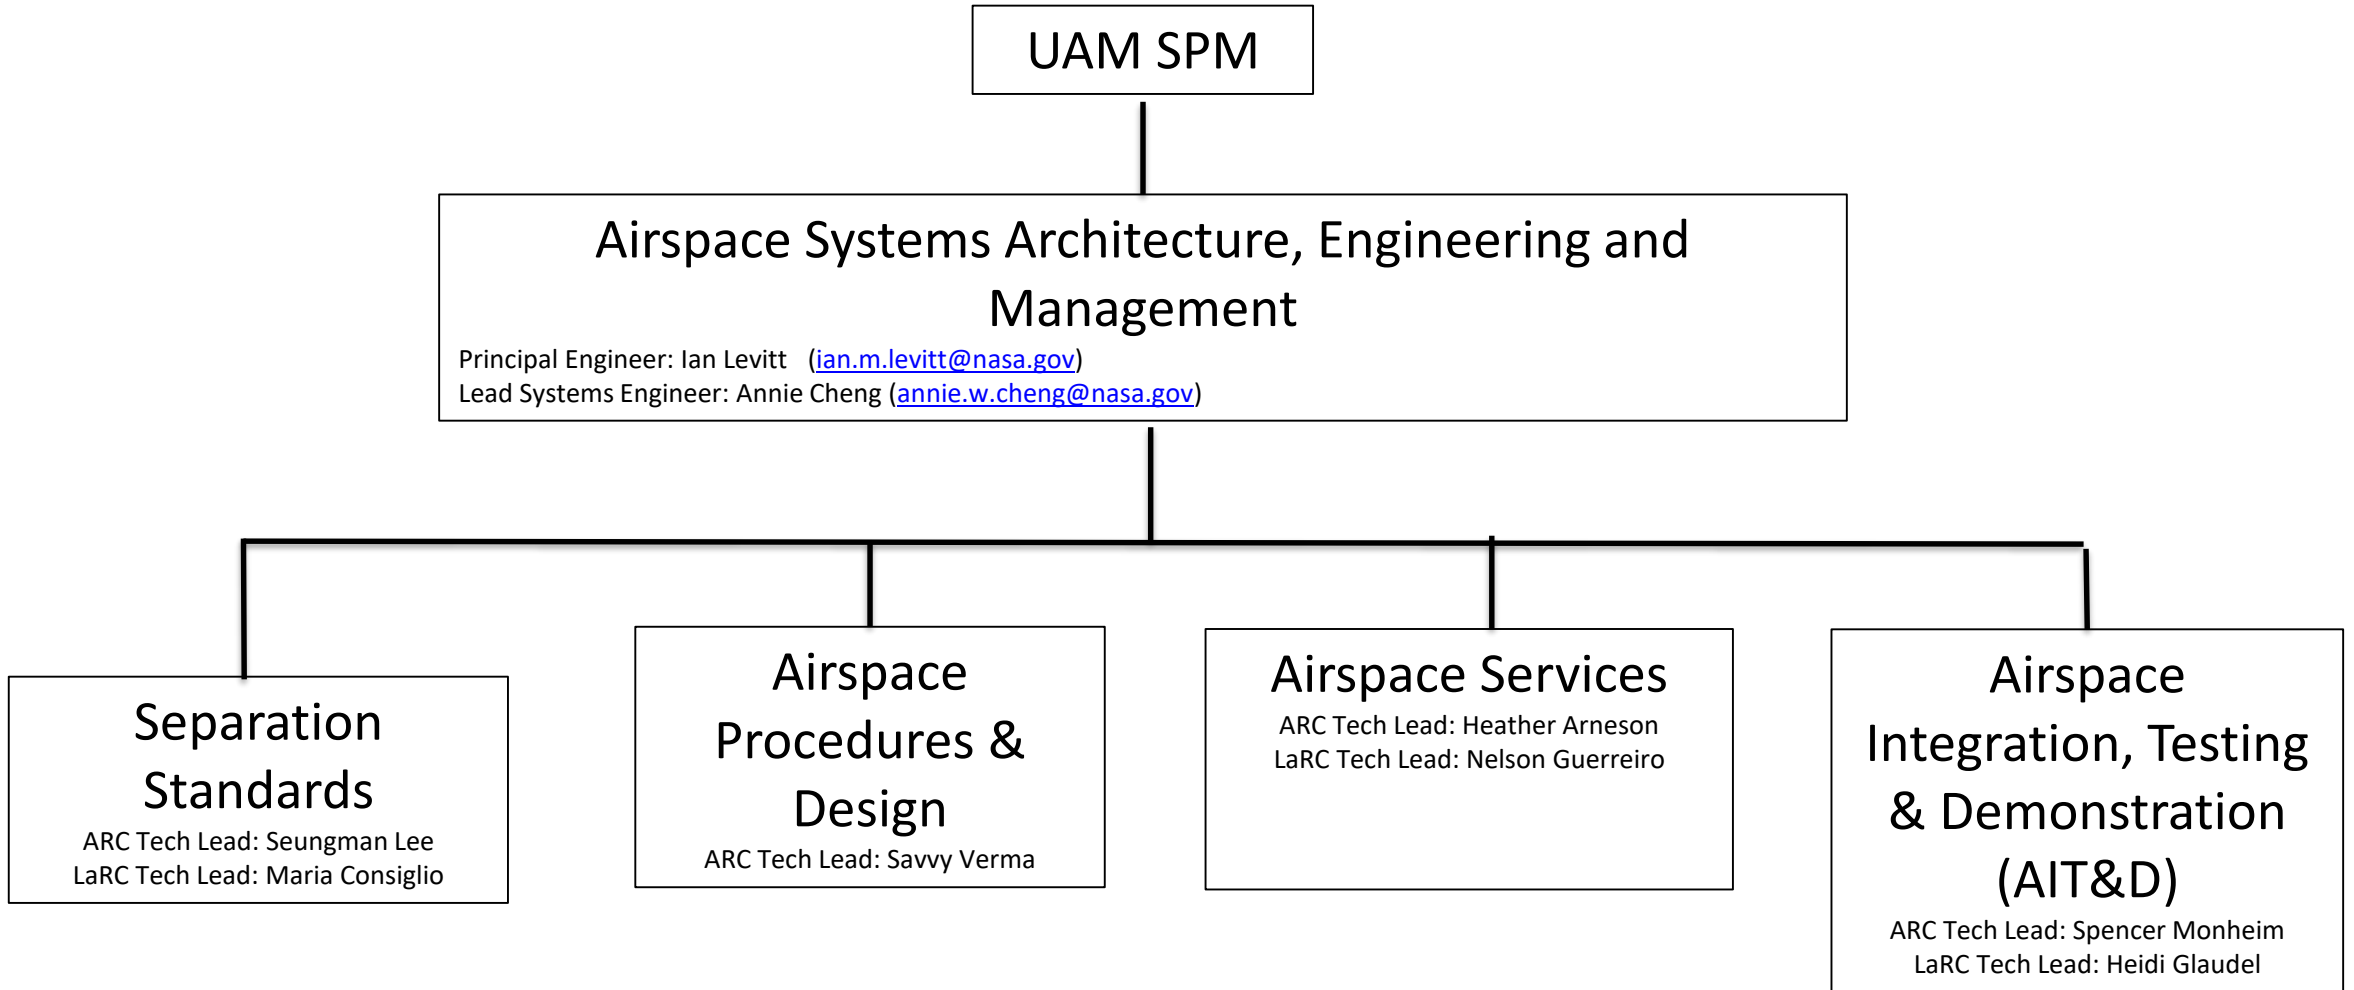 UAM SPM
Airspace Systems Architecture, Engineering and
Management
Principal Engineer: Ian Levitt (ian.m.levitt@nasa.gov)
Lead Systems Engineer: Annie Cheng (annie.w.cheng@nasa.gov)
Separation
Standards
ARC Tech Lead: Seungman Lee
LaRC Tech Lead: Maria Consiglio
Airspace
Procedures &
Design
ARC Tech Lead: Savvy Verma
Airspace Services
ARC Tech Lead: Heather Arneson
LaRC Tech Lead: Nelson Guerreiro
Airspace
Integration, Testing
& Demonstration
(AIT&D)
ARC Tech Lead: Spencer Monheim
LaRC Tech Lead: Heidi Glaudel